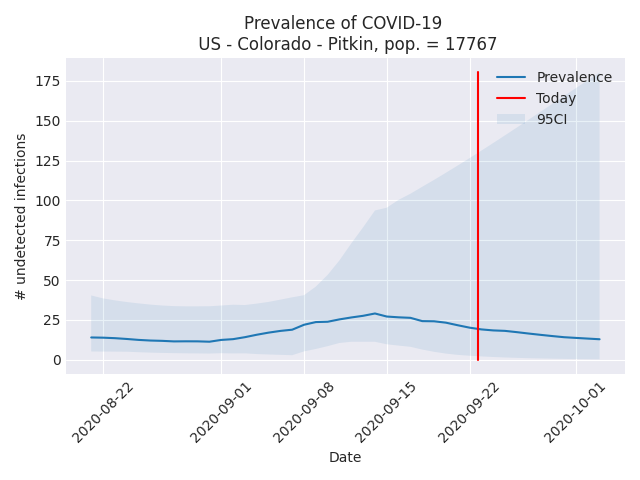 Prevalence of COVID-19
US - Colorado - Pitkin, pop. = 17767
Prevalence
Today
95CI
# undetected infections
175
150
125
100
75
50
25
0
2020-08-22
2020-09-01
2020-09-08
2020-09-15
2020-09-22
2020-10-01
Date